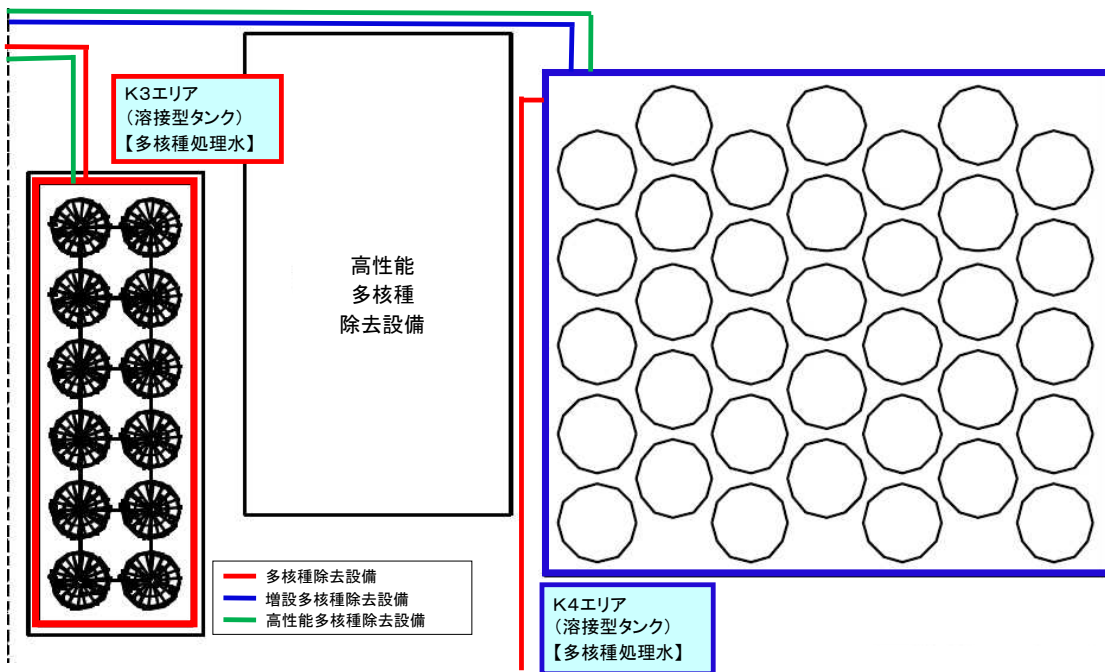 K3エリア
(溶接型タンク)
【多核種処理水】
高性能
多核種
除去設備
多核種除去設備
増設多核種除去設備
高性能多核種除去設備
K4エリア
(溶接型タンク)
【多核種処理水】